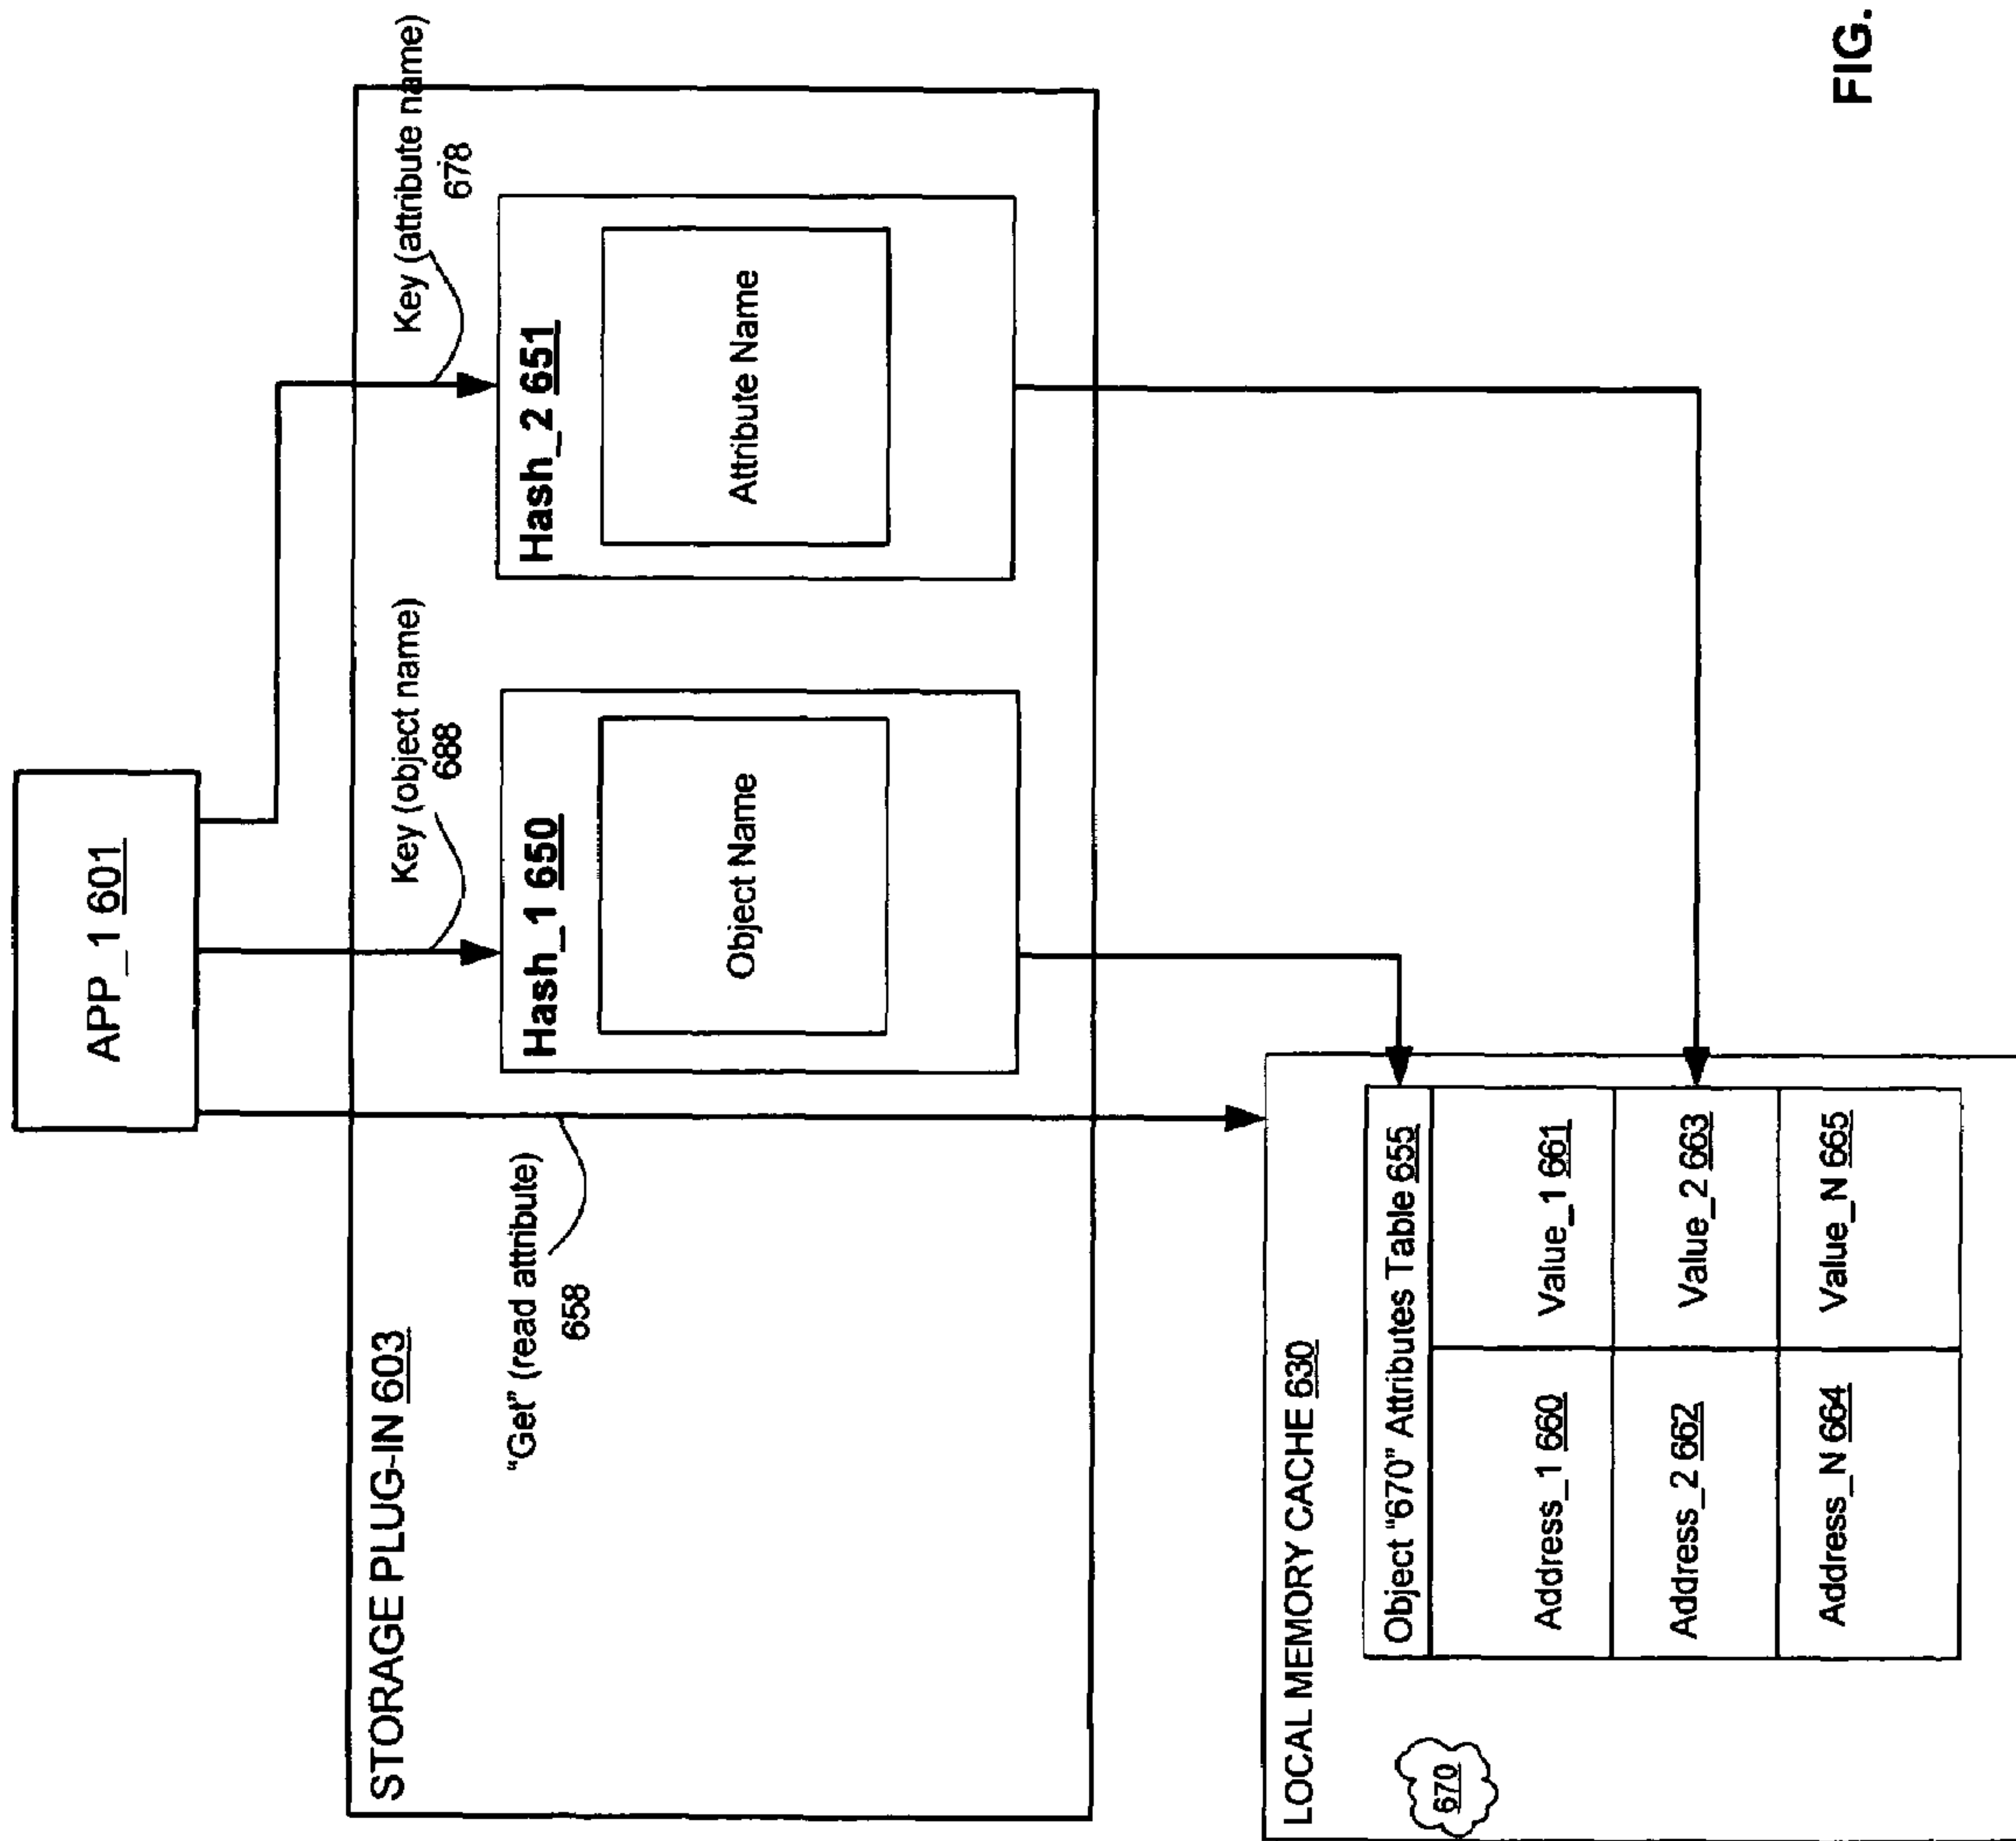 APP_1 601
Key (object name)
688
Key (attribute name)
678
STORAGE PLUG-IN 603
"Get" (read attribute)
658
Hash_1 650
Object Name
Hash_2 651
Attribute Name
LOCAL MEMORY CACHE 630
670
Object "670" Attributes Table 655
Address_1 660
Value_1 661
Address_2 662
Value_2 663
Address_N 664
Value_N 665
FIG.